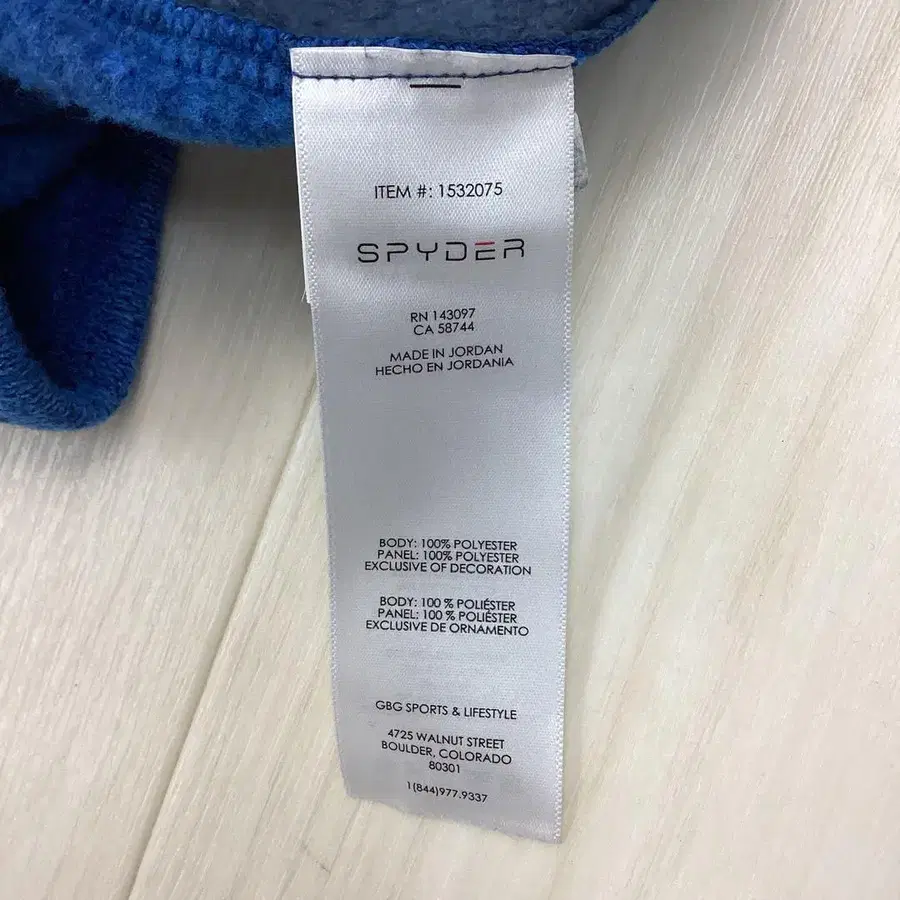 ITEM #: 1532075
SPYDER
RN 143097
CA 58744
MADE IN JORDAN
HECHO EN JORDANIA
BODY: 100% POLYESTER
PANEL: 100% POLYESTER
EXCLUSIVE OF DECORATION
BODY: 100 % POLIÉSTER
PANEL: 100 % POLIÉSTER
EXCLUSIVE DE ORNAMENTO
GBG SPORTS & LIFESTYLE
4725 WALNUT STREET
BOULDER, COLORADO
80301
1(844)977.9337